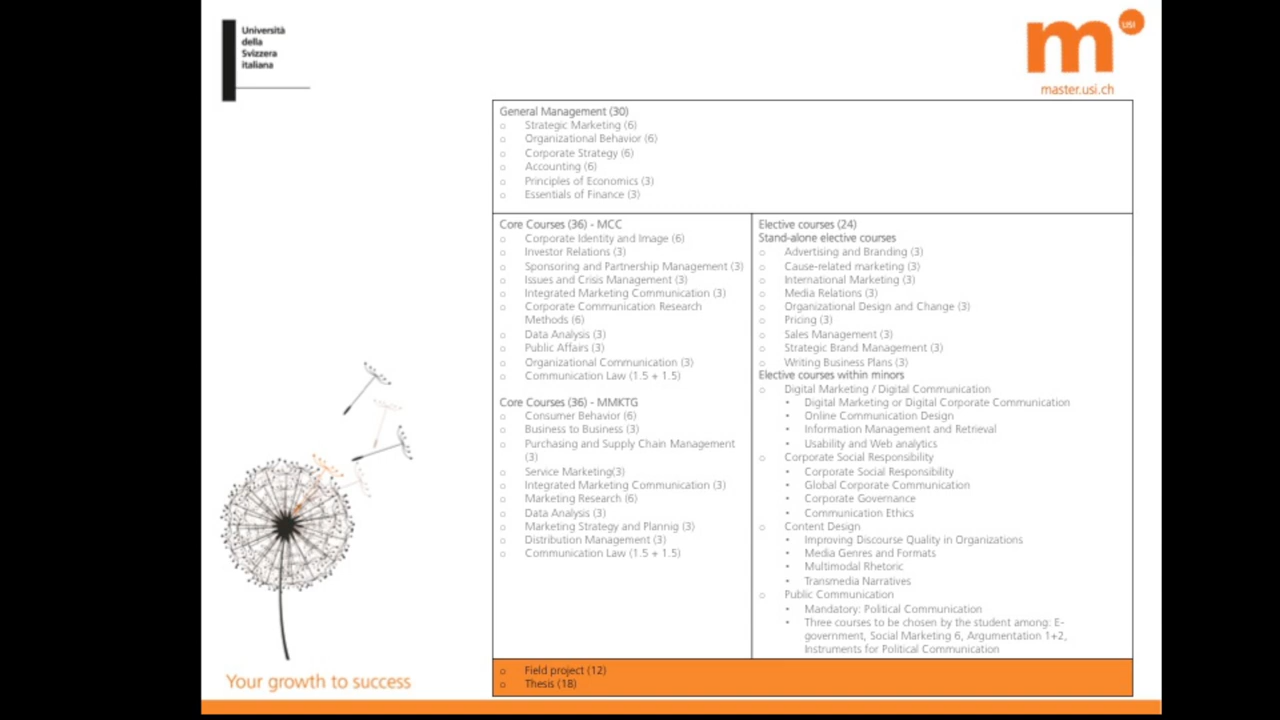 Università
della
Svizzera
italiana
m
USI
master.usi.ch
General Management (30)
o Strategic Marketing (6)
o Organizational Behavior (6)
o Corporate Strategy (6)
o Accounting (6)
o Principles of Economics (3)
o Essentials of Finance (3)
Core Courses (36) - MCC
o Corporate Identity and Image (6)
o Investor Relations (3)
o Sponsoring and Partnership Management (3)
o Issues and Crisis Management (3)
o Integrated Marketing Communication (3)
o Corporate Communication Research
Methods (6)
o Data Analysis (3)
o Public Affairs (3)
o Organizational Communication (3)
o Communication Law (1.5 + 1.5)
Core Courses (36) - MMKTG
o Consumer Behavior (6)
o Business to Business (3)
o Purchasing and Supply Chain Management
(3)
o Service Marketing(3)
o Integrated Marketing Communication (3)
o Marketing Research (6)
o Data Analysis (3)
o Marketing Strategy and Plannig (3)
o Distribution Management (3)
o Communication Law (1.5 + 1.5)
Elective courses (24)
Stand-alone elective courses
o Advertising and Branding (3)
o Cause-related marketing (3)
o International Marketing (3)
o Media Relations (3)
o Organizational Design and Change (3)
o Pricing (3)
o Sales Management (3)
o Strategic Brand Management (3)
o Writing Business Plans (3)
Elective courses within minors
o Digital Marketing / Digital Communication
• Digital Marketing or Digital Corporate Communication
• Online Communication Design
• Information Management and Retrieval
• Usability and Web analytics
o Corporate Social Responsibility
• Corporate Social Responsibility
• Global Corporate Communication
• Corporate Governance
• Communication Ethics
o Content Design
• Improving Discourse Quality in Organizations
• Media Genres and Formats
• Multimodal Rhetoric
• Transmedia Narratives
o Public Communication
• Mandatory: Political Communication
• Three courses to be chosen by the student among: E-
government, Social Marketing 6, Argumentation 1+2,
Instruments for Political Communication
o Field project (12)
o Thesis (18)
Your growth to success